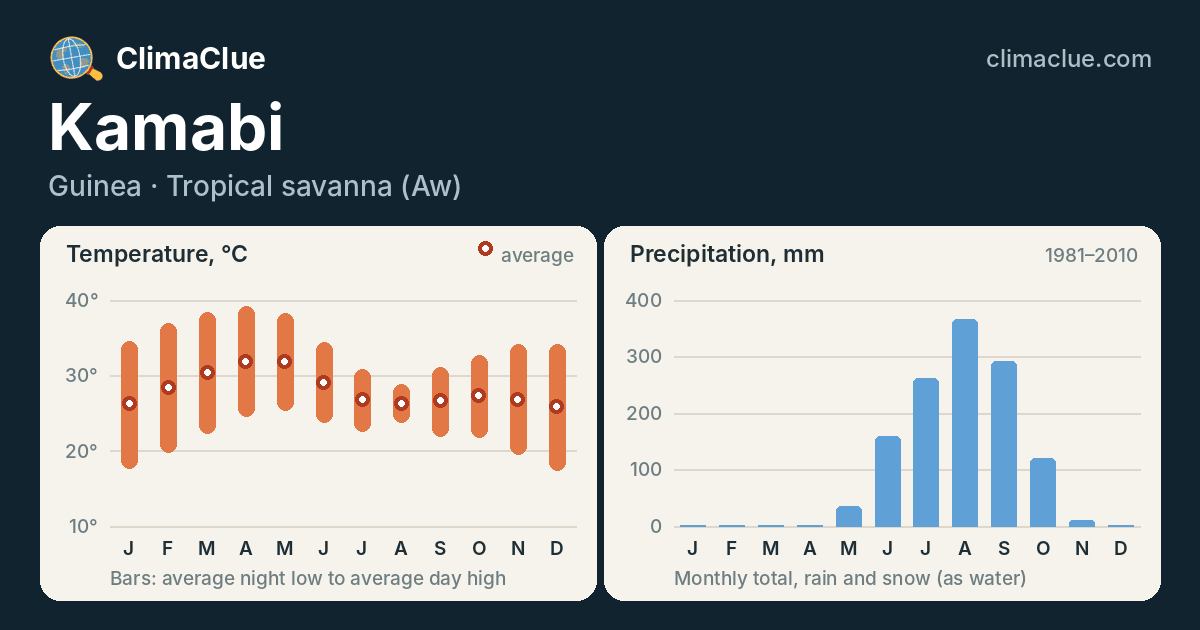 ClimaClue
climaclue.com
Kamabi
Guinea · Tropical savanna (Aw)
Temperature, °C
average
40°
30°
20°
10°
J F M A M J J A S O N D
Bars: average night low to average day high
Precipitation, mm
1981–2010
400
300
200
100
0
J F M A M J J A S O N D
Monthly total, rain and snow (as water)